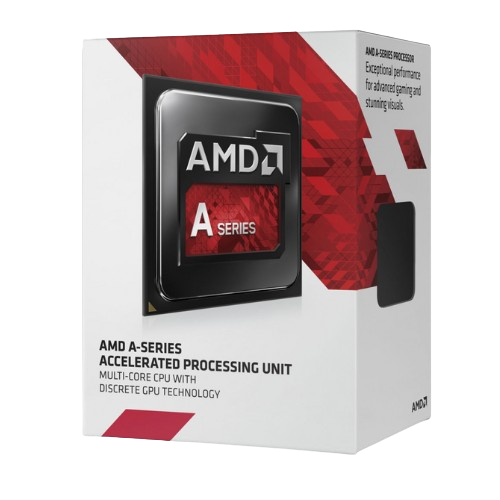 AMD A-SERIES PROCESSOR
Exceptional performance
for advanced gaming and
stunning visuals.
AMD
A SERIES
AMD A-SERIES
ACCELERATED PROCESSING UNIT
MULTI-CORE CPU WITH
DISCRETE GPU TECHNOLOGY
AMD